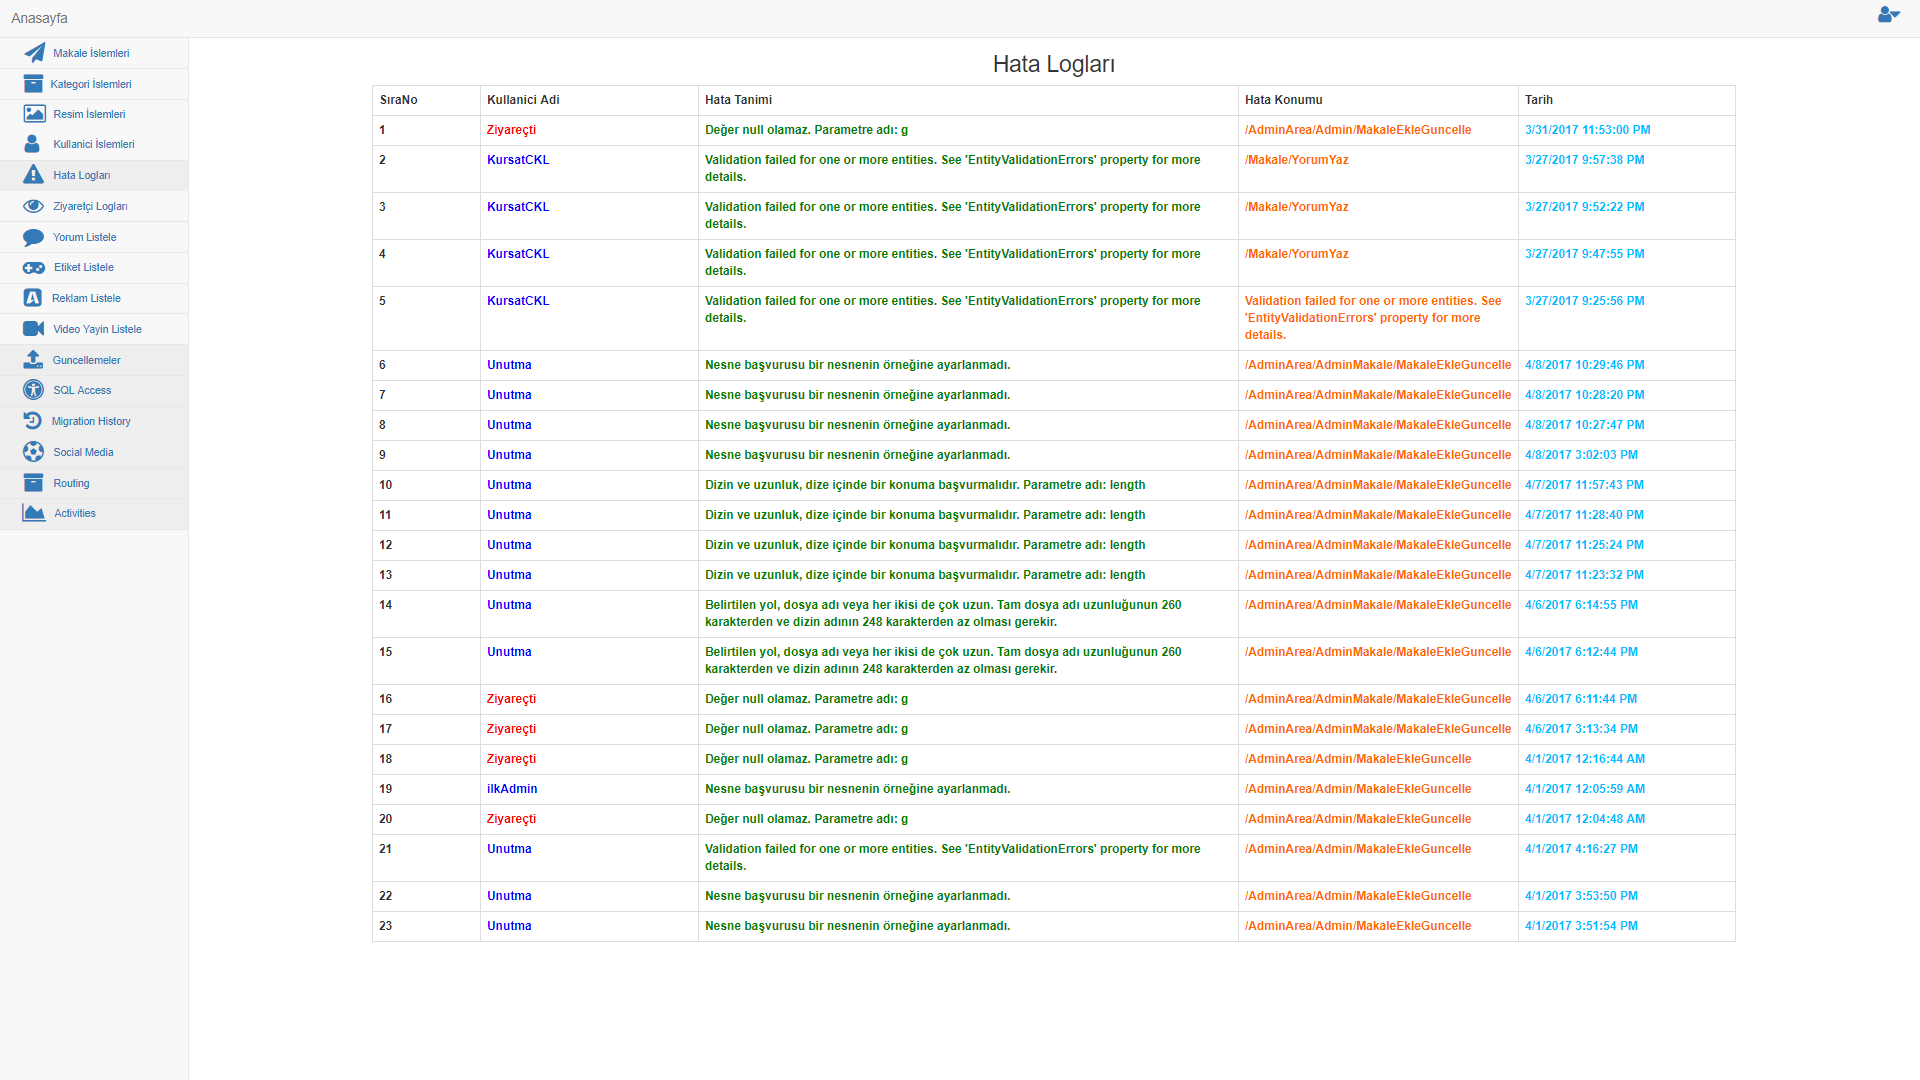 Anasayfa
Makale İslemleri
Kategori İslemleri
Resim İslemleri
Kullanici İslemleri
Hata Logları
Ziyaretçi Logları
Yorum Listele
Etiket Listele
Reklam Listele
Video Yayin Listele
Guncellemeler
SQL Access
Migration History
Social Media
Routing
Activities
Hata Logları
SıraNo Kullanici Adi Hata Tanimi Hata Konumu Tarih
1 Ziyareçti Değer null olamaz. Parametre adı: g /AdminArea/Admin/MakaleEkleGuncelle 3/31/2017 11:53:00 PM
2 KursatCKL Validation failed for one or more entities. See 'EntityValidationErrors' property for more /Makale/YorumYaz 3/27/2017 9:57:38 PM
details.
3 KursatCKL Validation failed for one or more entities. See 'EntityValidationErrors' property for more /Makale/YorumYaz 3/27/2017 9:52:22 PM
details.
4 KursatCKL Validation failed for one or more entities. See 'EntityValidationErrors' property for more /Makale/YorumYaz 3/27/2017 9:47:55 PM
details.
5 KursatCKL Validation failed for one or more entities. See 'EntityValidationErrors' property for more Validation failed for one or more entities. See 3/27/2017 9:25:56 PM
details. 'EntityValidationErrors' property for more
details.
6 Unutma Nesne başvurusu bir nesnenin örneğine ayarlanmadı. /AdminArea/AdminMakale/MakaleEkleGuncelle 4/8/2017 10:29:46 PM
7 Unutma Nesne başvurusu bir nesnenin örneğine ayarlanmadı. /AdminArea/AdminMakale/MakaleEkleGuncelle 4/8/2017 10:28:20 PM
8 Unutma Nesne başvurusu bir nesnenin örneğine ayarlanmadı. /AdminArea/AdminMakale/MakaleEkleGuncelle 4/8/2017 10:27:47 PM
9 Unutma Nesne başvurusu bir nesnenin örneğine ayarlanmadı. /AdminArea/AdminMakale/MakaleEkleGuncelle 4/8/2017 3:02:03 PM
10 Unutma Dizin ve uzunluk, dize içinde bir konuma başvurmalıdır. Parametre adı: length /AdminArea/AdminMakale/MakaleEkleGuncelle 4/7/2017 11:57:43 PM
11 Unutma Dizin ve uzunluk, dize içinde bir konuma başvurmalıdır. Parametre adı: length /AdminArea/AdminMakale/MakaleEkleGuncelle 4/7/2017 11:28:40 PM
12 Unutma Dizin ve uzunluk, dize içinde bir konuma başvurmalıdır. Parametre adı: length /AdminArea/AdminMakale/MakaleEkleGuncelle 4/7/2017 11:25:24 PM
13 Unutma Dizin ve uzunluk, dize içinde bir konuma başvurmalıdır. Parametre adı: length /AdminArea/AdminMakale/MakaleEkleGuncelle 4/7/2017 11:23:32 PM
14 Unutma Belirtilen yol, dosya adı veya her ikisi de çok uzun. Tam dosya adı uzunluğunun 260 /AdminArea/AdminMakale/MakaleEkleGuncelle 4/6/2017 6:14:55 PM
karakterden ve dizin adının 248 karakterden az olması gerekir.
15 Unutma Belirtilen yol, dosya adı veya her ikisi de çok uzun. Tam dosya adı uzunluğunun 260 /AdminArea/AdminMakale/MakaleEkleGuncelle 4/6/2017 6:12:44 PM
karakterden ve dizin adının 248 karakterden az olması gerekir.
16 Ziyareçti Değer null olamaz. Parametre adı: g /AdminArea/AdminMakale/MakaleEkleGuncelle 4/6/2017 6:11:44 PM
17 Ziyareçti Değer null olamaz. Parametre adı: g /AdminArea/AdminMakale/MakaleEkleGuncelle 4/6/2017 3:13:34 PM
18 Ziyareçti Değer null olamaz. Parametre adı: g /AdminArea/Admin/MakaleEkleGuncelle 4/1/2017 12:16:44 AM
19 ilkAdmin Nesne başvurusu bir nesnenin örneğine ayarlanmadı. /AdminArea/Admin/MakaleEkleGuncelle 4/1/2017 12:05:59 AM
20 Ziyareçti Değer null olamaz. Parametre adı: g /AdminArea/Admin/MakaleEkleGuncelle 4/1/2017 12:04:48 AM
21 Unutma Validation failed for one or more entities. See 'EntityValidationErrors' property for more /AdminArea/Admin/MakaleEkleGuncelle 4/1/2017 4:16:27 PM
details.
22 Unutma Nesne başvurusu bir nesnenin örneğine ayarlanmadı. /AdminArea/Admin/MakaleEkleGuncelle 4/1/2017 3:53:50 PM
23 Unutma Nesne başvurusu bir nesnenin örneğine ayarlanmadı. /AdminArea/Admin/MakaleEkleGuncelle 4/1/2017 3:51:54 PM